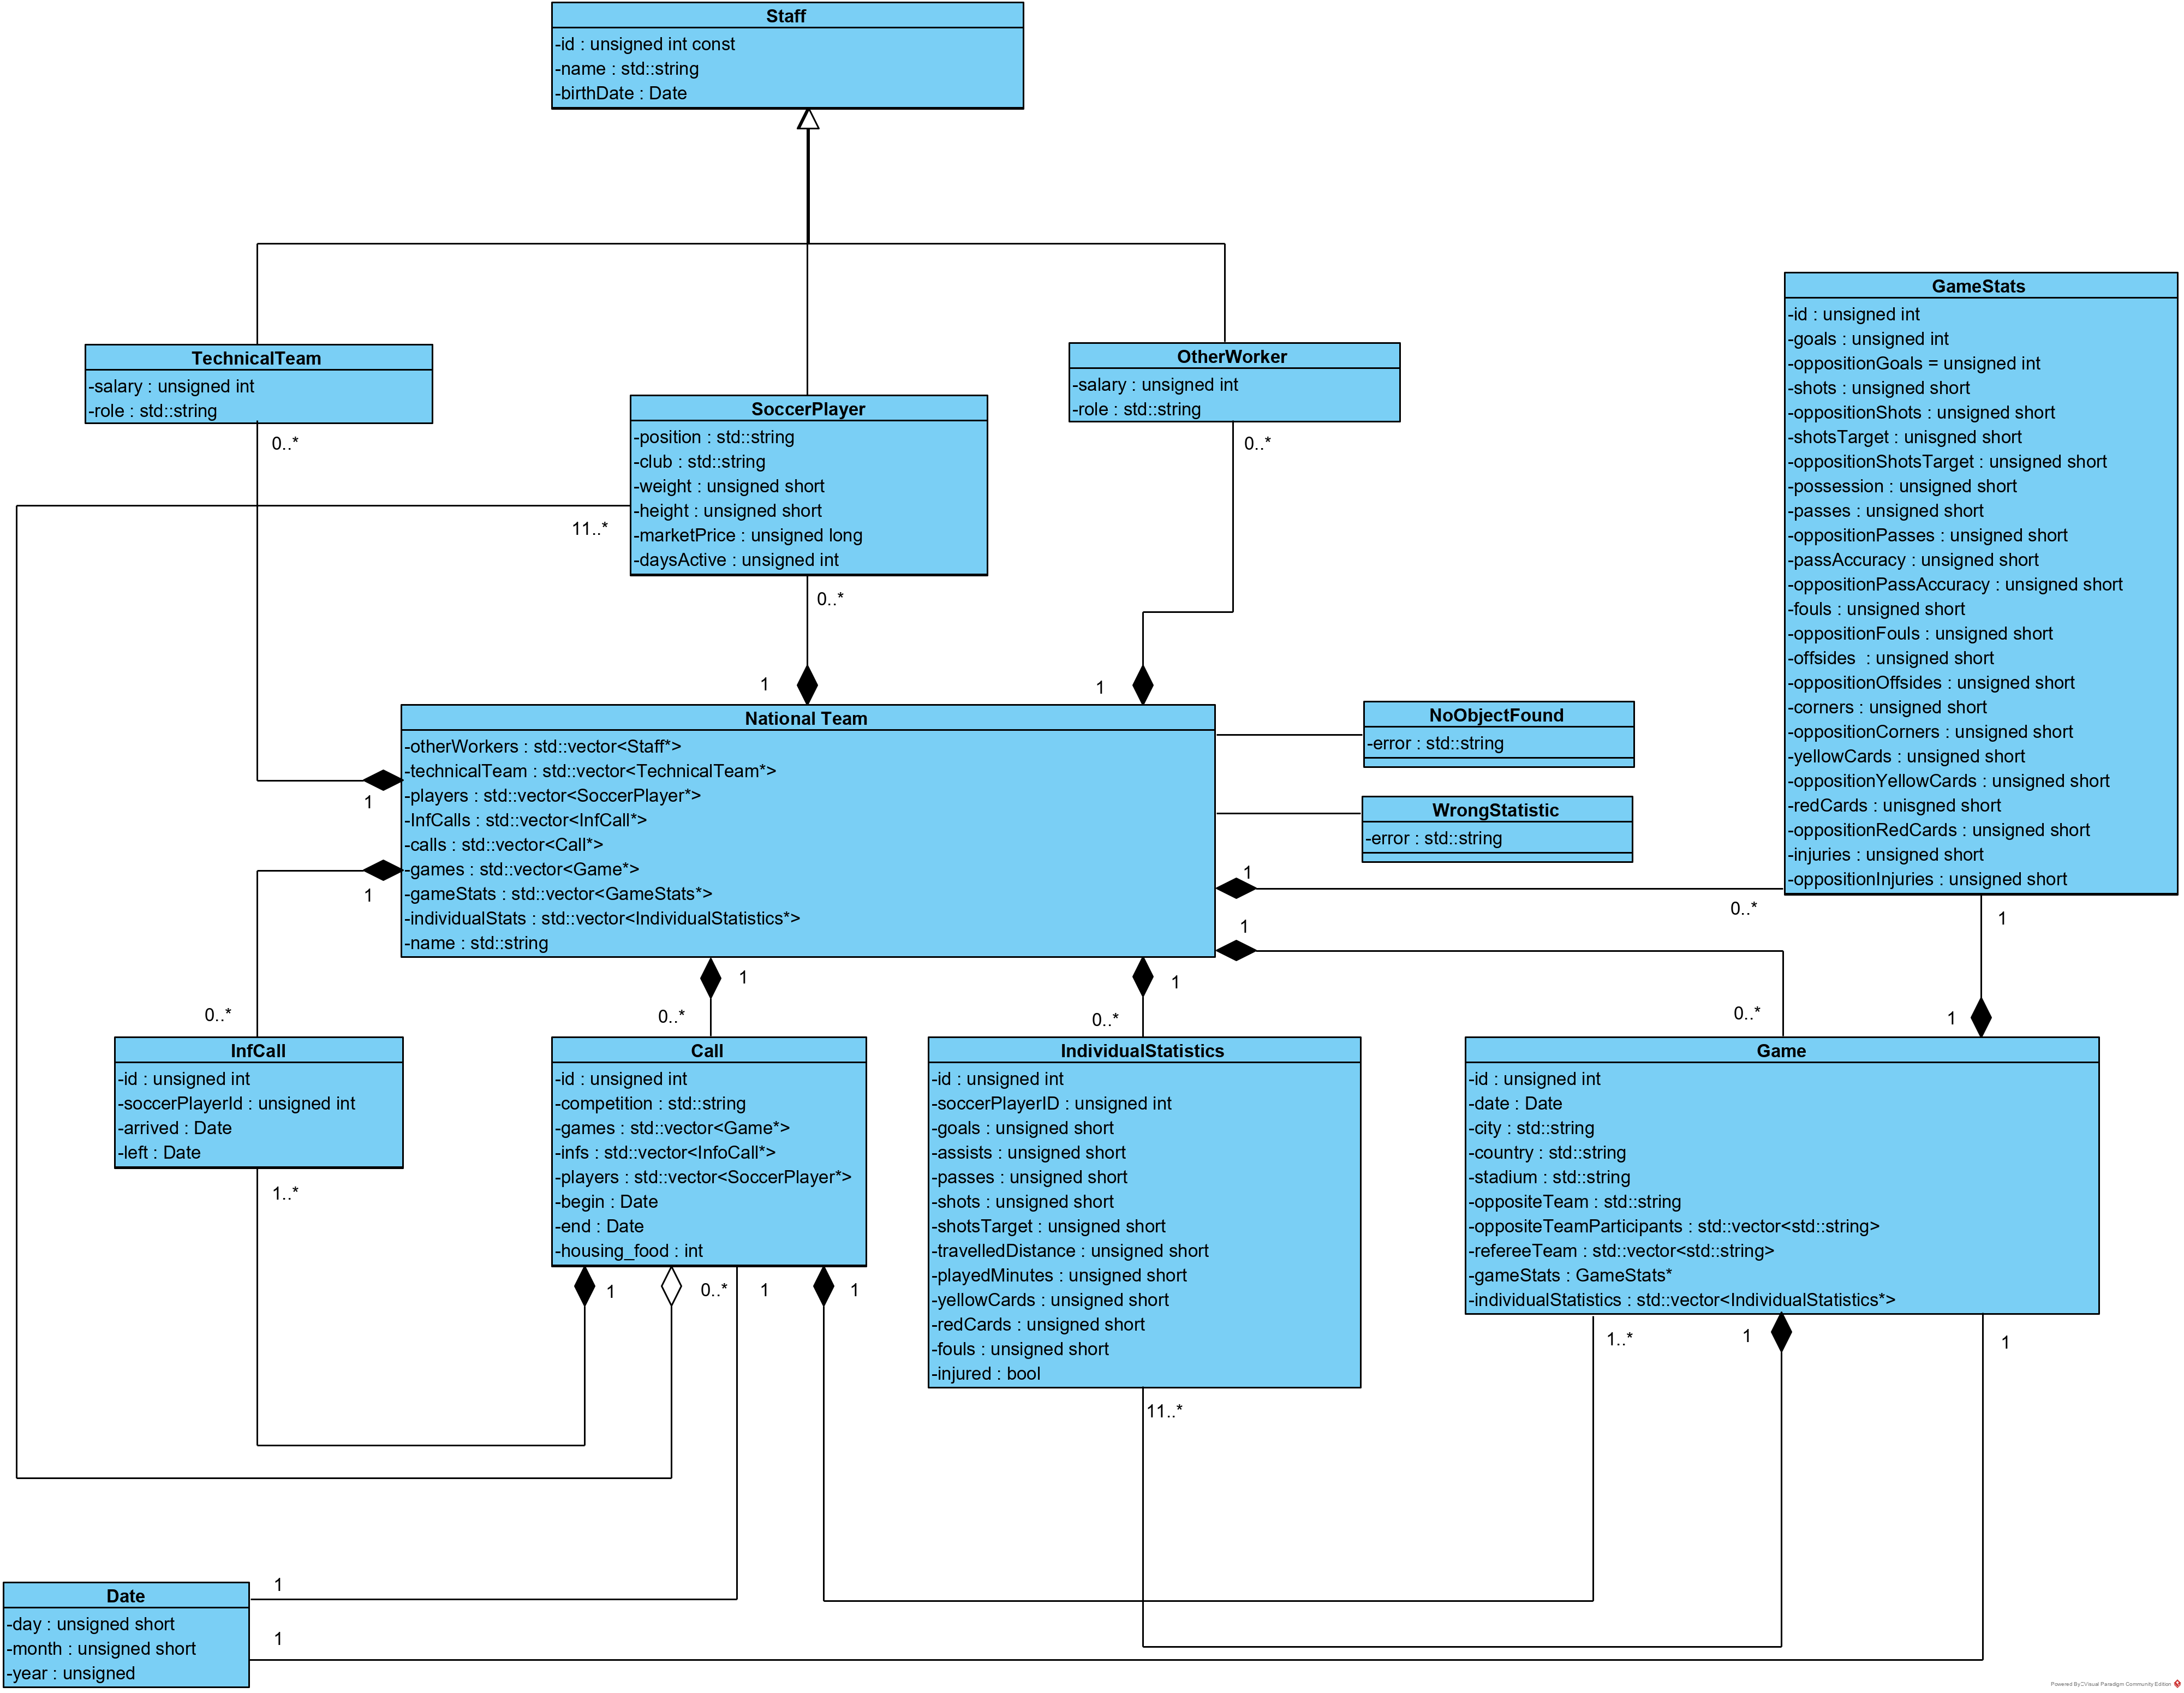 Staff
-id : unsigned int const
-name : std::string
-birthDate : Date
GameStats
-id : unsigned int
-goals : unsigned int
-oppositionGoals = unsigned int
-shots : unsigned short
-oppositionShots : unsigned short
-shotsTarget : unisgned short
-oppositionShotsTarget : unsigned short
-possession : unsigned short
-passes : unsigned short
-oppositionPasses : unsigned short
-passAccuracy : unsigned short
-oppositionPassAccuracy : unsigned short
-fouls : unsigned short
-oppositionFouls : unsigned short
-offsides  : unsigned short
-oppositionOffsides : unsigned short
-corners : unsigned short
-oppositionCorners : unsigned short
-yellowCards : unsigned short
-oppositionYellowCards : unsigned short
-redCards : unisgned short
-oppositionRedCards : unsigned short
-injuries : unsigned short
-oppositionInjuries : unsigned short
TechnicalTeam
-salary : unsigned int
-role : std::string
0..*
SoccerPlayer
-position : std::string
-club : std::string
-weight : unsigned short
-height : unsigned short
-marketPrice : unsigned long
-daysActive : unsigned int
11..*
0..*
OtherWorker
-salary : unsigned int
-role : std::string
0..*
1
1
National Team
-otherWorkers : std::vector<Staff*>
-technicalTeam : std::vector<TechnicalTeam*>
-players : std::vector<SoccerPlayer*>
-InfCalls : std::vector<InfCall*>
-calls : std::vector<Call*>
-games : std::vector<Game*>
-gameStats : std::vector<GameStats*>
-individualStats : std::vector<IndividualStatistics*>
-name : std::string
1
1
NoObjectFound
-error : std::string
WrongStatistic
-error : std::string
1
0..*
1
1
1
1
0..*
0..*
0..*
0..*
1
1
InfCall
-id : unsigned int
-soccerPlayerId : unsigned int
-arrived : Date
-left : Date
1..*
Call
-id : unsigned int
-competition : std::string
-games : std::vector<Game*>
-infs : std::vector<InfoCall*>
-players : std::vector<SoccerPlayer*>
-begin : Date
-end : Date
-housing_food : int
1
0..*
1
1
IndividualStatistics
-id : unsigned int
-soccerPlayerID : unsigned int
-goals : unsigned short
-assists : unsigned short
-passes : unsigned short
-shots : unsigned short
-shotsTarget : unsigned short
-travelledDistance : unsigned short
-playedMinutes : unsigned short
-yellowCards : unsigned short
-redCards : unsigned short
-fouls : unsigned short
-injured : bool
11..*
Game
-id : unsigned int
-date : Date
-city : std::string
-country : std::string
-stadium : std::string
-oppositeTeam : std::string
-oppositeTeamParticipants : std::vector<std::string>
-refereeTeam : std::vector<std::string>
-gameStats : GameStats*
-individualStatistics : std::vector<IndividualStatistics*>
1..*
1
1
Date
-day : unsigned short
-month : unsigned short
-year : unsigned
1
1
Powered By Visual Paradigm Community Edition